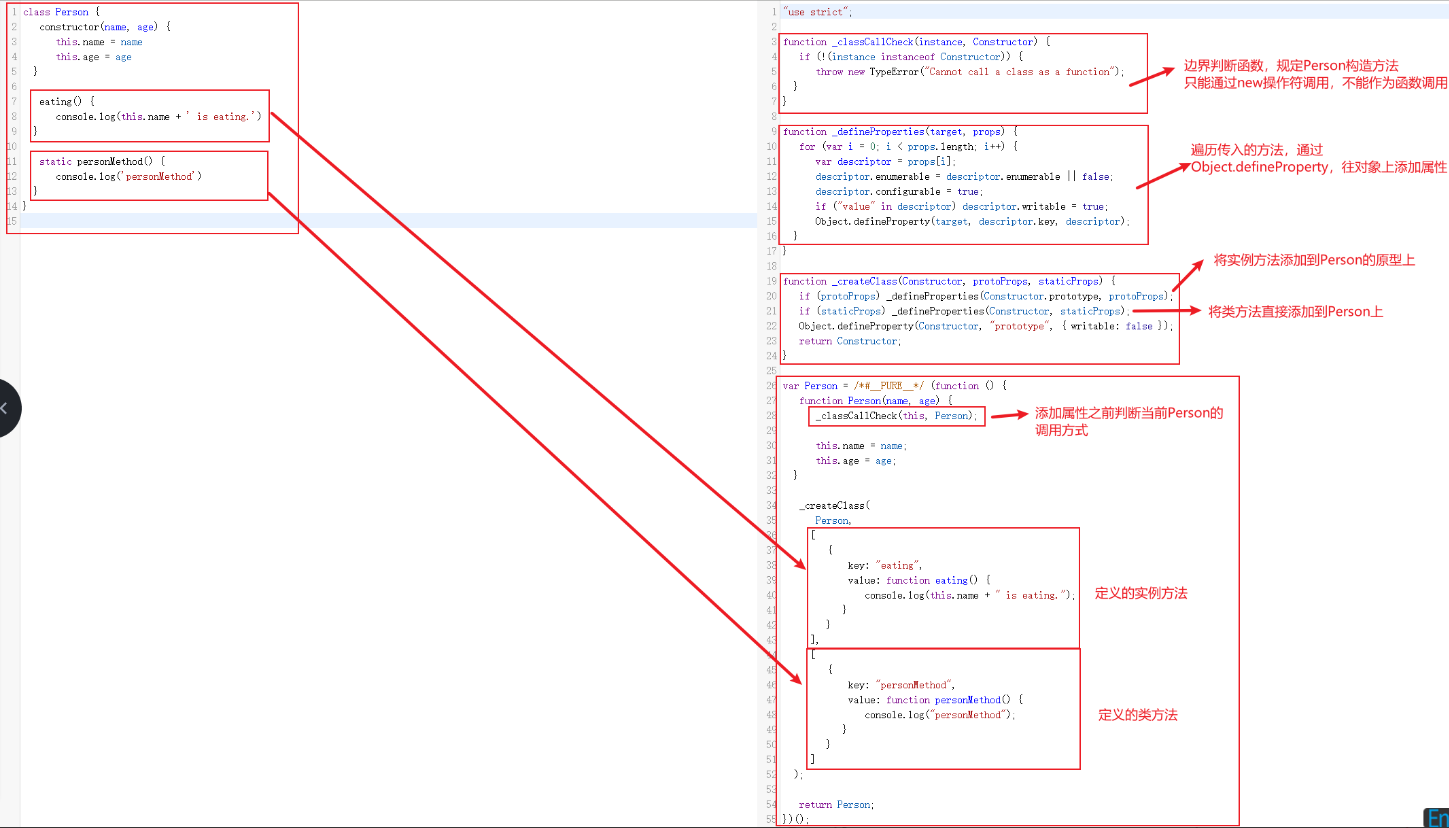 1 class Person {
2 constructor(name, age) {
3 this.name = name
4 this.age = age
5 }
6
7 eating() {
8 console.log(this.name + ' is eating.')
9 }
10
11 static personMethod() {
12 console.log('personMethod')
13 }
14 }
15
1 "use strict";
2
3 function _classCallCheck(instance, Constructor) {
4 if (!(instance instanceof Constructor)) {
5 throw new TypeError("Cannot call a class as a function");
6 }
7 }
8
边界判断函数，规定Person构造方法
只能通过new操作符调用，不能作为函数调用
9 function _defineProperties(target, props) {
10 for (var i = 0; i < props.length; i++) {
11 var descriptor = props[i];
12 descriptor.enumerable = descriptor.enumerable || false;
13 descriptor.configurable = true;
14 if ("value" in descriptor) descriptor.writable = true;
15 Object.defineProperty(target, descriptor.key, descriptor);
16 }
17 }
18
遍历传入的方法，通过
Object.defineProperty，往对象上添加属性
19 function _createClass(Constructor, protoProps, staticProps) {
20 if (protoProps) _defineProperties(Constructor.prototype, protoProps);
21 if (staticProps) _defineProperties(Constructor, staticProps);
22 Object.defineProperty(Constructor, "prototype", { writable: false });
23 return Constructor;
24 }
25
将实例方法添加到Person的原型上
将类方法直接添加到Person上
26 var Person = /*#__PURE__*/ (function () {
27 function Person(name, age) {
28 _classCallCheck(this, Person);
29
30 this.name = name;
31 this.age = age;
32 }
33
添加属性之前判断当前Person的
调用方式
34 _createClass(
35 Person,
36 [
37 {
38 key: "eating",
39 value: function eating() {
40 console.log(this.name + " is eating.");
41 }
42 }
43 ],
定义的实例方法
44 [
45 {
46 key: "personMethod",
47 value: function personMethod() {
48 console.log("personMethod");
49 }
50 }
51 ]
定义的类方法
52 );
53
54 return Person;
55 })();
En